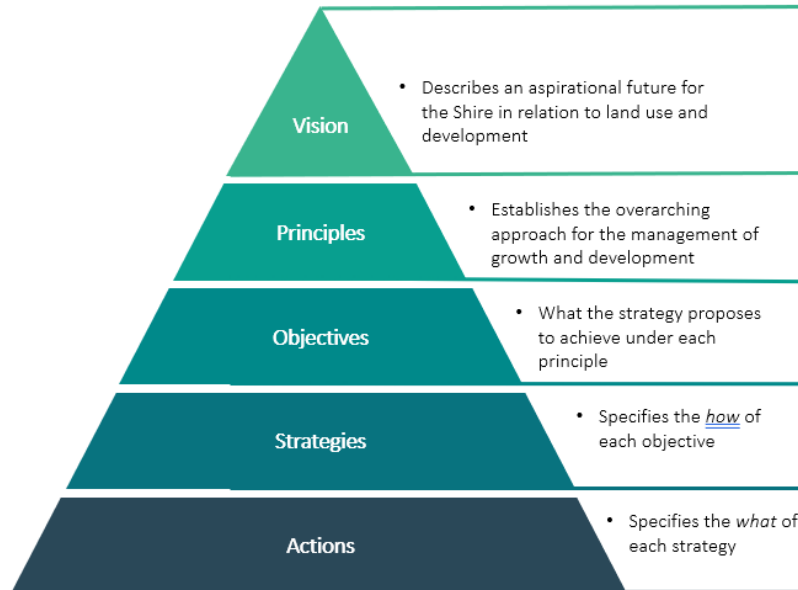 Vision
• Describes an aspirational future for
the Shire in relation to land use and
development
Principles
• Establishes the overarching
approach for the management of
growth and development
Objectives
• What the strategy proposes
to achieve under each
principle
Strategies
• Specifies the how of
each objective
Actions
• Specifies the what of
each strategy